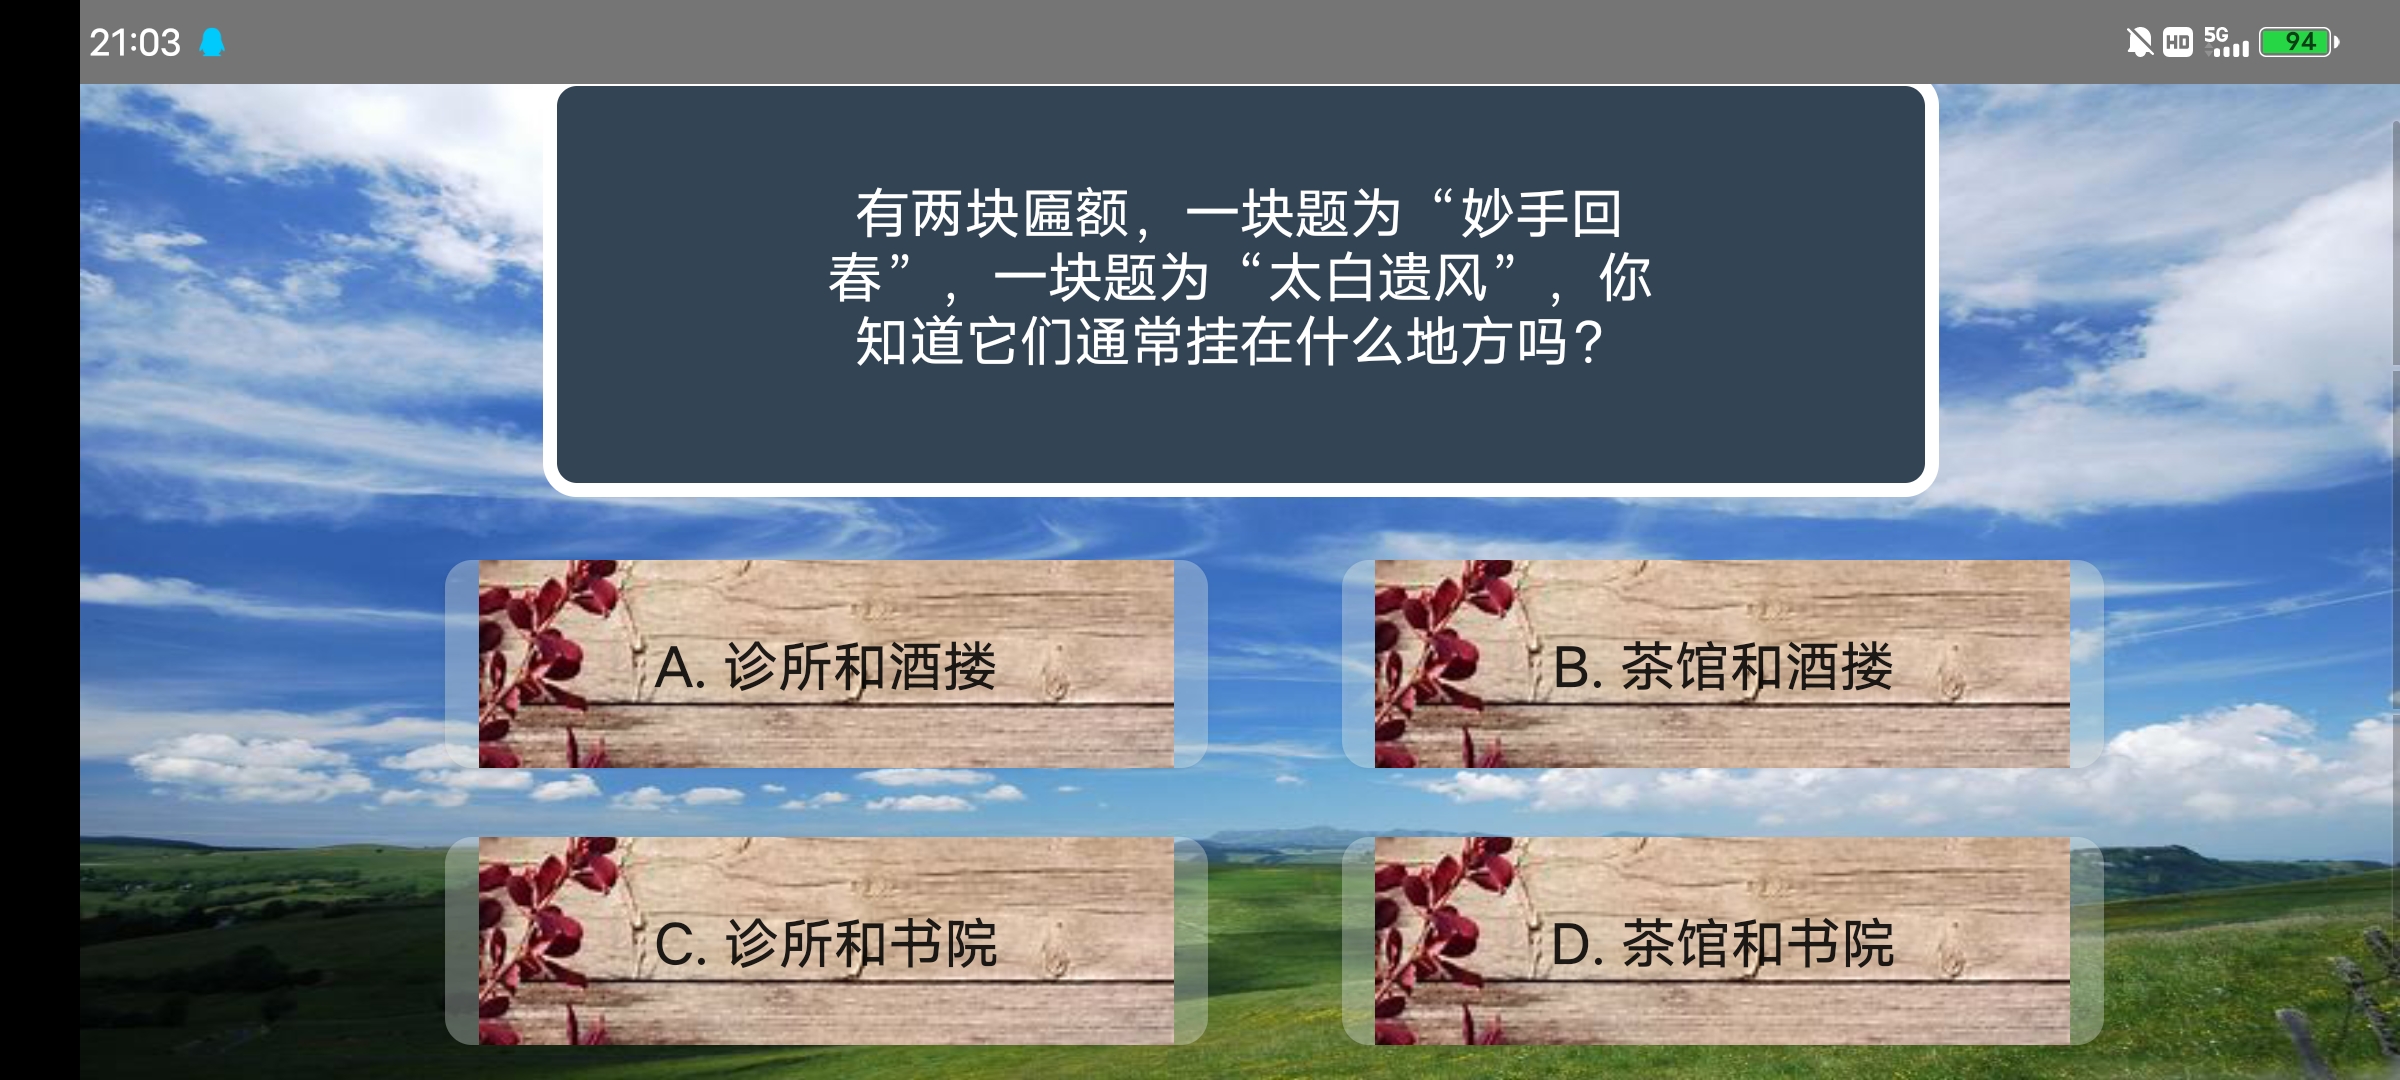 21:03
HD 5G 94
有两块匾额，一块题为“妙手回
春”，一块题为“太白遗风”，你
知道它们通常挂在什么地方吗？
A. 诊所和酒搂
B. 茶馆和酒搂
C. 诊所和书院
D. 茶馆和书院